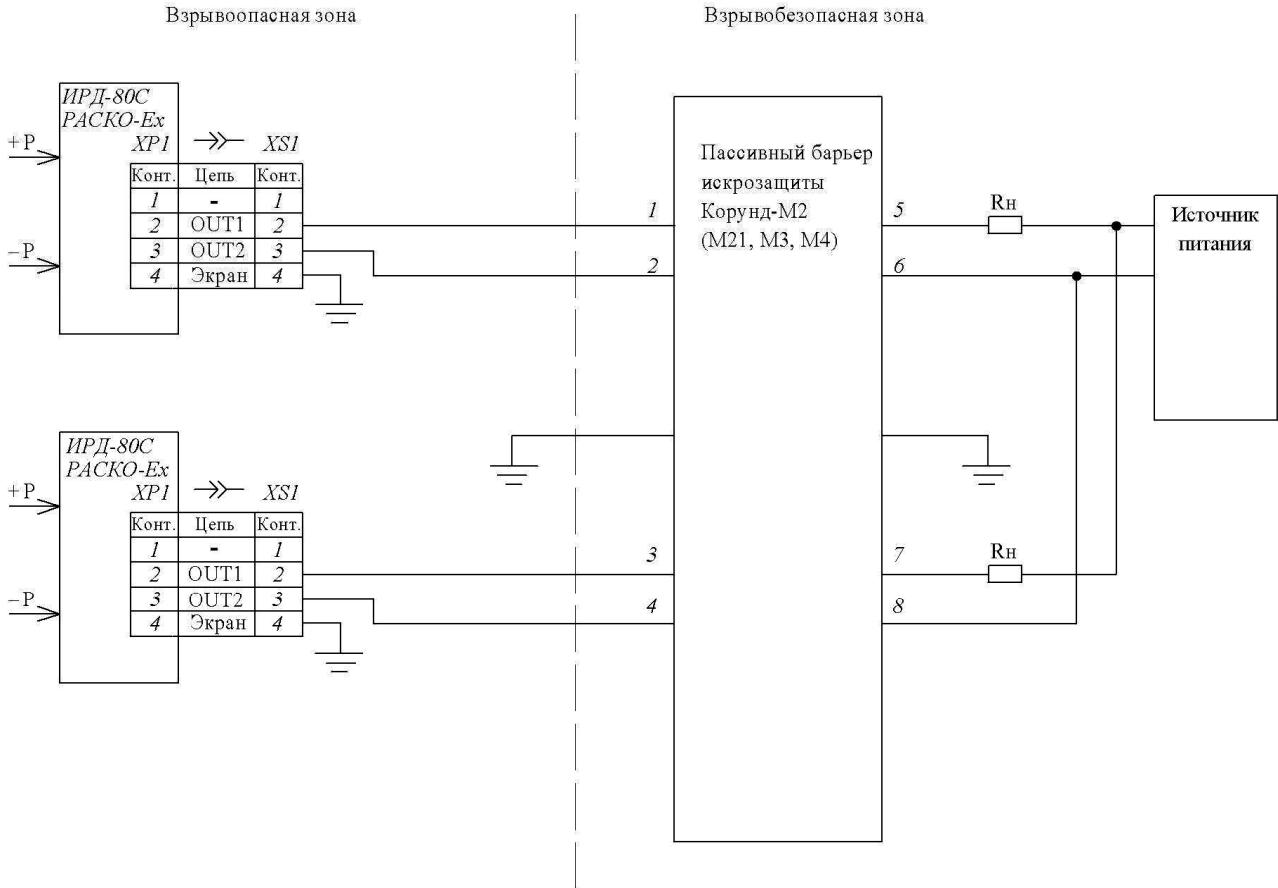 Взрывоопасная зона
Взрывобезопасная зона
ИРД-80С
РАСКО-Ex
XP1 XS1
+P
−P
Конт. Цепь Конт.
1 - 1
2 OUT1 2
3 OUT2 3
4 Экран 4
1
2
Пассивный барьер
искрозащиты
Корунд-М2
(М21, М3, М4)
5
6
Rн
Источник
питания
ИРД-80С
РАСКО-Ex
XP1 XS1
+P
−P
Конт. Цепь Конт.
1 - 1
2 OUT1 2
3 OUT2 3
4 Экран 4
3
4
7
8
Rн